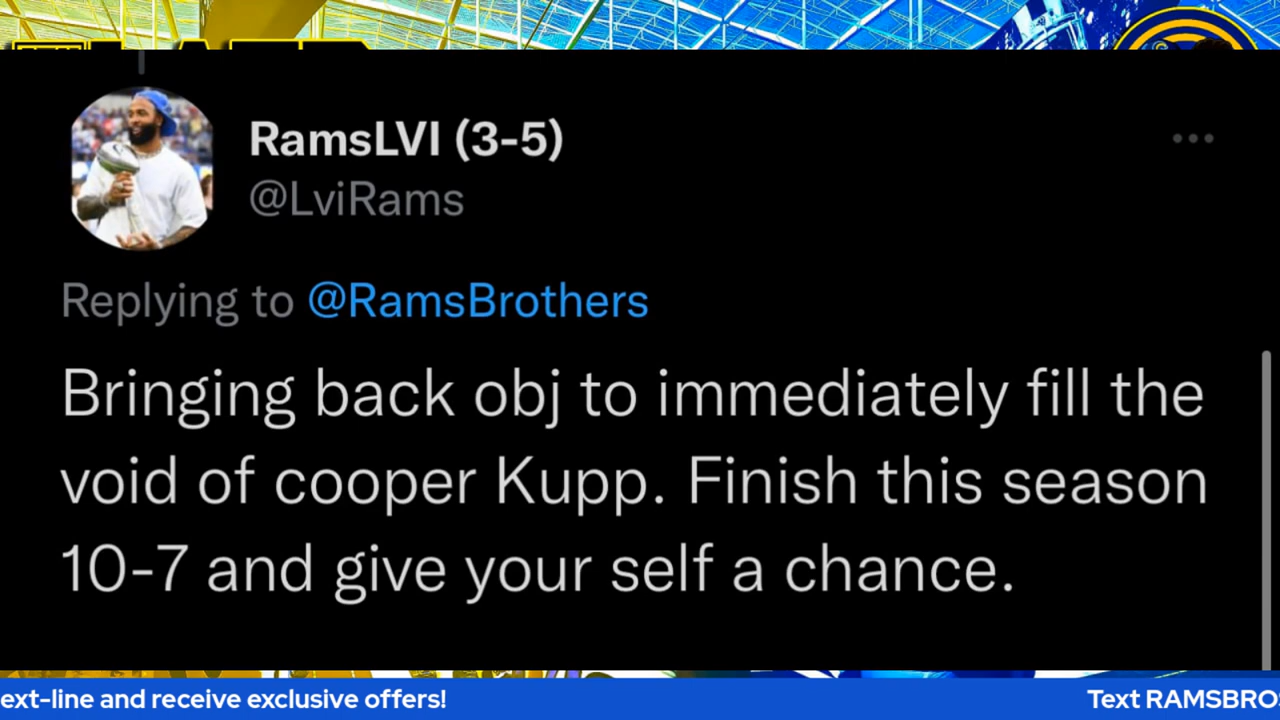 RamsLVI (3-5)
@LviRams
Replying to @RamsBrothers
Bringing back obj to immediately fill the
void of cooper Kupp. Finish this season
10-7 and give your self a chance.
ext-line and receive exclusive offers!
Text RAMSBRO